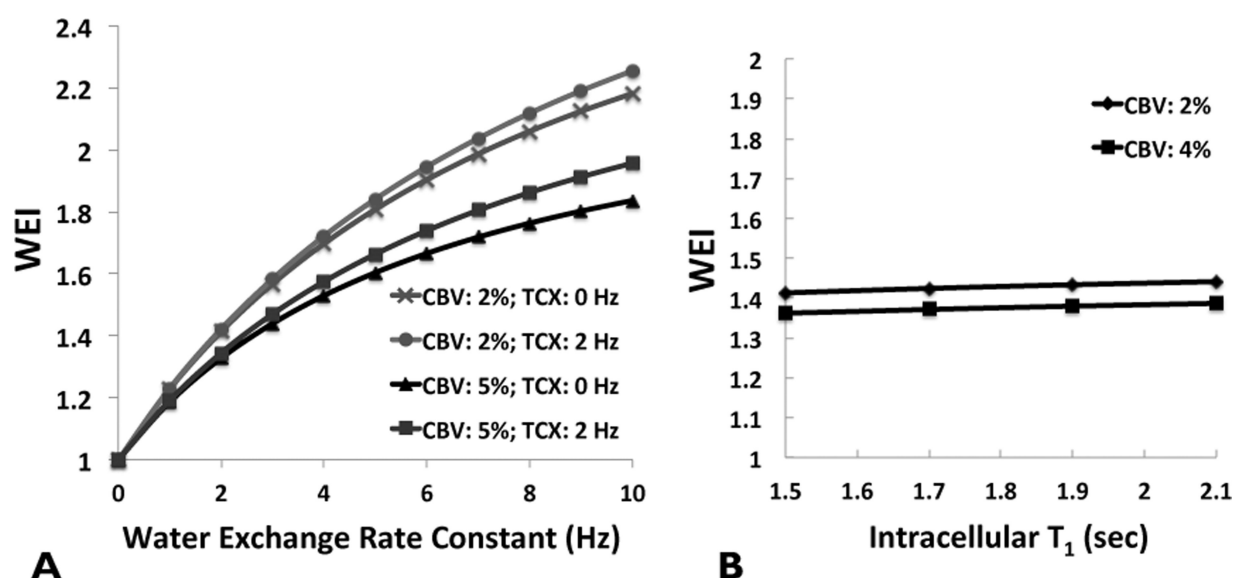 2.4
2.2
2
1.8
1.6
1.4
1.2
1
WEI
0 2 4 6 8 10
Water Exchange Rate Constant (Hz)
CBV: 2%; TCX: 0 Hz
CBV: 2%; TCX: 2 Hz
CBV: 5%; TCX: 0 Hz
CBV: 5%; TCX: 2 Hz
A
2
1.9
1.8
1.7
1.6
1.5
1.4
1.3
1.2
1.1
1
WEI
CBV: 2%
CBV: 4%
1.5 1.6 1.7 1.8 1.9 2 2.1
Intracellular T₁ (sec)
B